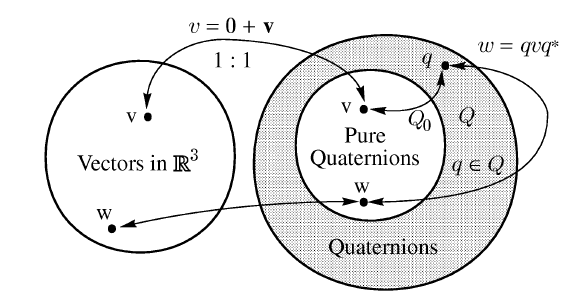 v = 0 + v
1 : 1
w = qvq*
q
v
v
Q₀
Q
Pure
Quaternions
Vectors in ℝ³
q ∈ Q
w
w
Quaternions